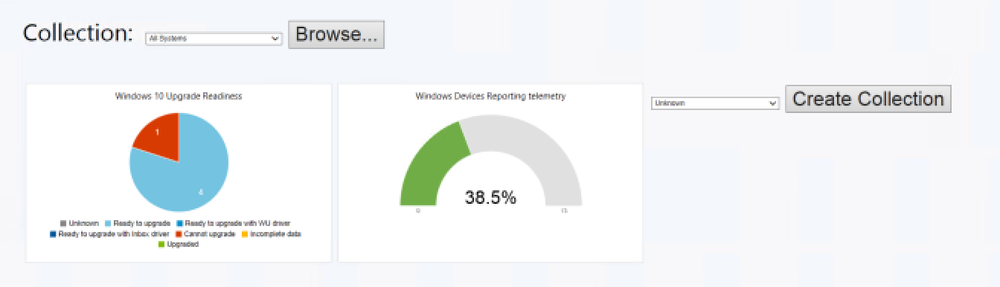 Collection: All Systems Browse...
Windows 10 Upgrade Readiness
1
4
Unknown Ready to upgrade Ready to upgrade with WU driver
Ready to upgrade with Inbox driver Cannot upgrade Incomplete data
Upgraded
Windows Devices Reporting telemetry
38.5%
0 13
Unknown Create Collection